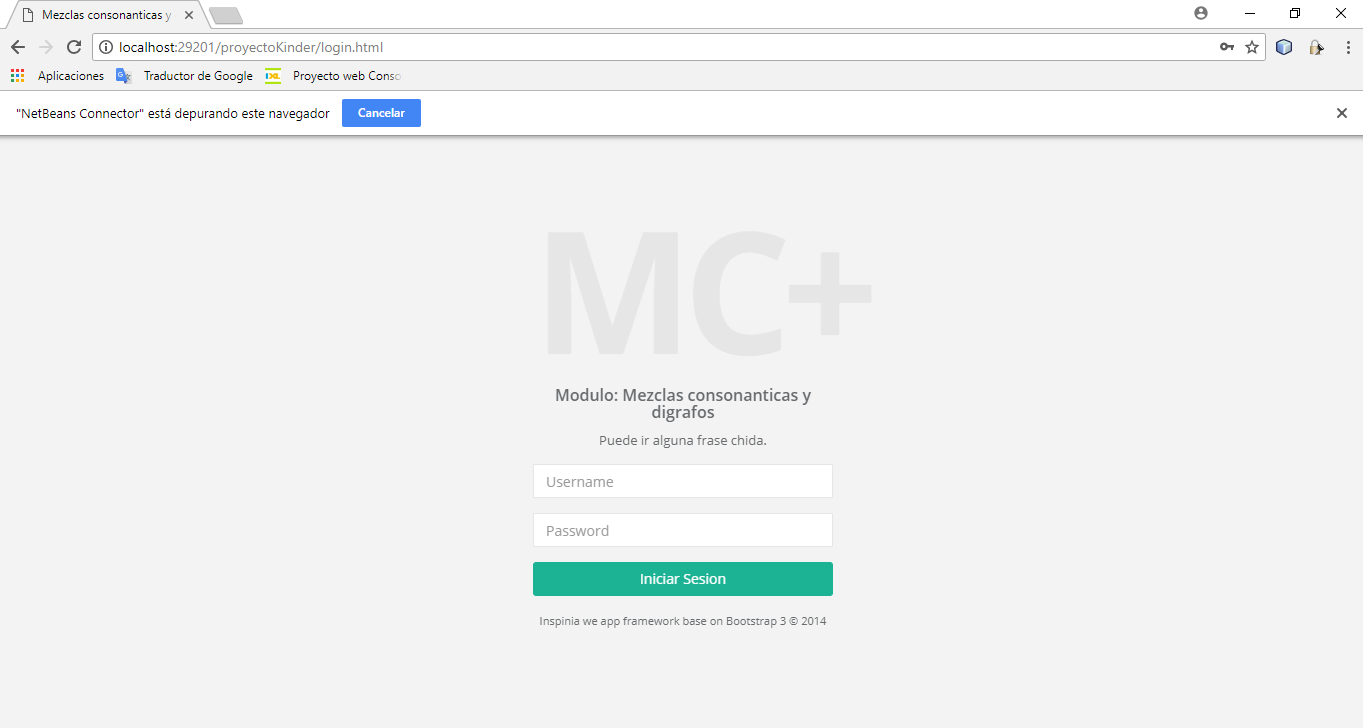 Mezclas consonanticas y
localhost:29201/proyectoKinder/login.html
Aplicaciones Traductor de Google Proyecto web Conso
"NetBeans Connector" está depurando este navegador Cancelar
MC+
Modulo: Mezclas consonanticas y
digrafos
Puede ir alguna frase chida.
Username
Password
Iniciar Sesion
Inspinia we app framework base on Bootstrap 3 © 2014